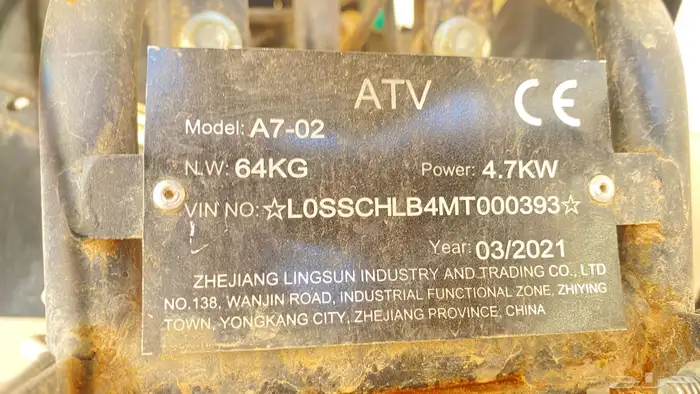 ATV
CE
Model: A7-02
N.W: 64KG
Power: 4.7KW
VIN NO: ☆L0SSCHLB4MT000393☆
Year: 03/2021
ZHEJIANG LINGSUN INDUSTRY AND TRADING CO., LTD
NO.138, WANJIN ROAD, INDUSTRIAL FUNCTIONAL ZONE, ZHIYING
TOWN, YONGKANG CITY, ZHEJIANG PROVINCE, CHINA